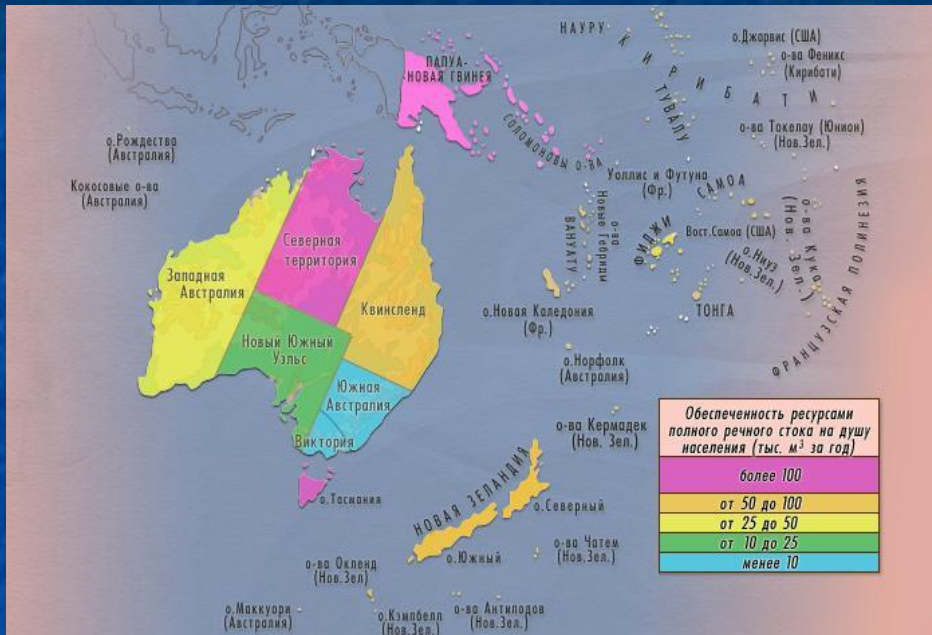 НАУРУ
КИРИБАТИ
ТУВАЛУ
о.Джарвис (США)
о-ва Феникс
(Кирибати)
ПАПУА-
НОВАЯ ГВИНЕЯ
СОЛОМОНОВЫ О-ВА
о-ва Токелау (Юнион)
(Нов.Зел.)
о.Рождества
(Австралия)
Кокосовые о-ва
(Австралия)
Уоллис и Футуна
(Фр.)
САМОА
Вост.Самоа (США)
ФИДЖИ
ВАНУАТУ
о-ва
Новые Гебриды
о.Ниуэ
(Нов.Зел.)
о-ва Кука
(Нов. Зел.)
ФРАНЦУЗСКАЯ ПОЛИНЕЗИЯ
ТОНГА
Северная
территория
Западная
Австралия
Квинсленд
о.Новая Каледония
(Фр.)
Новый Южный
Уэльс
о.Норфолк
(Австралия)
Южная
Австралия
Виктория
о-ва Кермадек
(Нов. Зел.)
о.Тасмания
НОВАЯ ЗЕЛАНДИЯ
о.Северный
о.Южный
о-ва Чатем
(Нов.Зел.)
о-ва Окленд
(Нов.Зел)
о.Маккуори
(Австралия)
о.Кэмпбелл
(Нов.Зел.)
о-ва Антиподов
(Нов.Зел.)
Обеспеченность ресурсами
полного речного стока на душу
населения (тыс. м³ за год)
более 100
от 50 до 100
от 25 до 50
от 10 до 25
менее 10